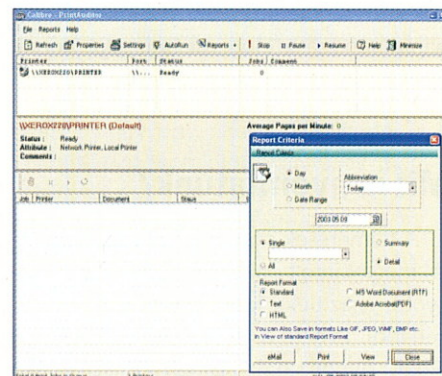 Calibre - PrintAuditor
File Reports Help
Refresh Properties Settings AutoRun Reports Stop Pause Resume Help Minimize
Printer Port Status Jobs Comment
\\XEROX220\PRINTER \\... Ready 0
\\XEROX220\PRINTER (Default) Average Pages per Minute: 0
Status : Ready
Attribute : Network Printer, Local Printer
Comments :
Job Printer Document Staus
Report Criteria
Report Criteria
Day
Month
Date Range
Abbreviation
Today
2003-05-09
Single
All
Summary
Detail
Report Format
Standard
Text
HTML
MS Word Document (RTF)
Adobe Acrobat(PDF)
You can Also Save in formats Like GIF, JPEG, WMF, BMP etc.
in View of standard Report Format
eMail Print View Close